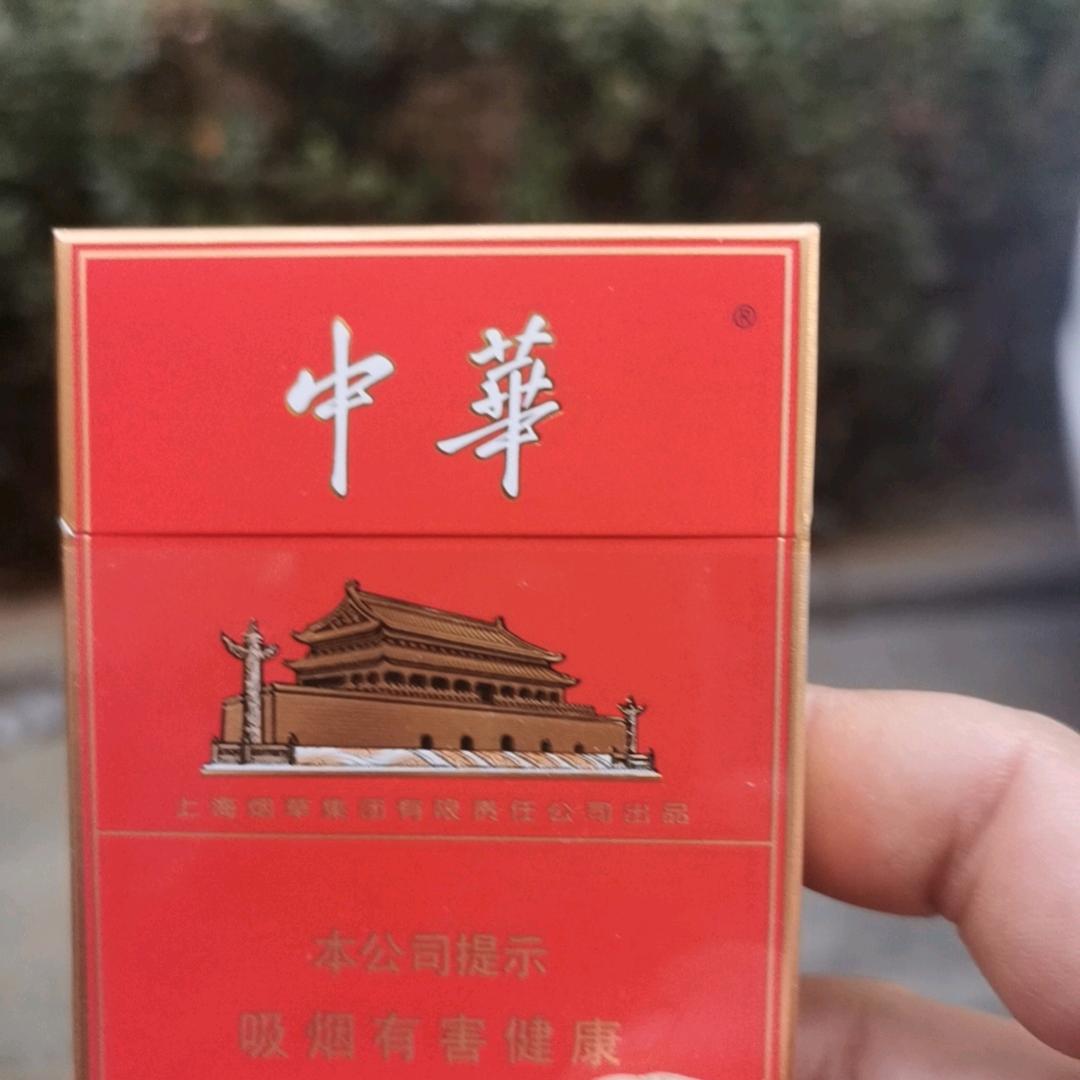 中華
®
上海烟草集团有限责任公司出品
本公司提示
吸烟有害健康